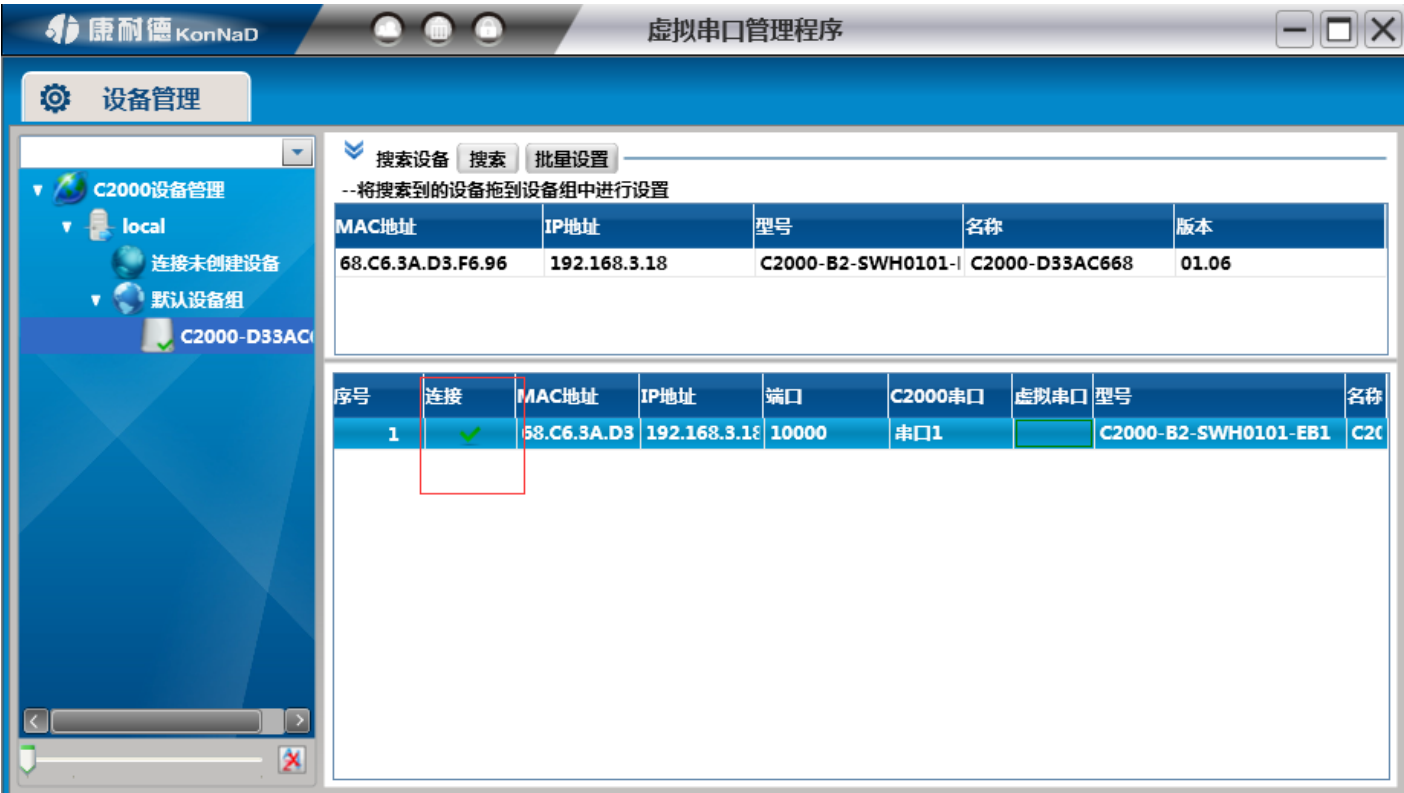 康耐德 KonNaD
虚拟串口管理程序
设备管理
C2000设备管理
local
连接未创建设备
默认设备组
C2000-D33AC
搜索设备 搜索 批量设置
--将搜索到的设备拖到设备组中进行设置
MAC地址 IP地址 型号 名称 版本
68.C6.3A.D3.F6.96 192.168.3.18 C2000-B2-SWH0101- C2000-D33AC668 01.06
序号 连接 MAC地址 IP地址 端口 C2000串口 虚拟串口 型号 名称
1 68.C6.3A.D3 192.168.3.18 10000 串口1 C2000-B2-SWH0101-EB1 C20